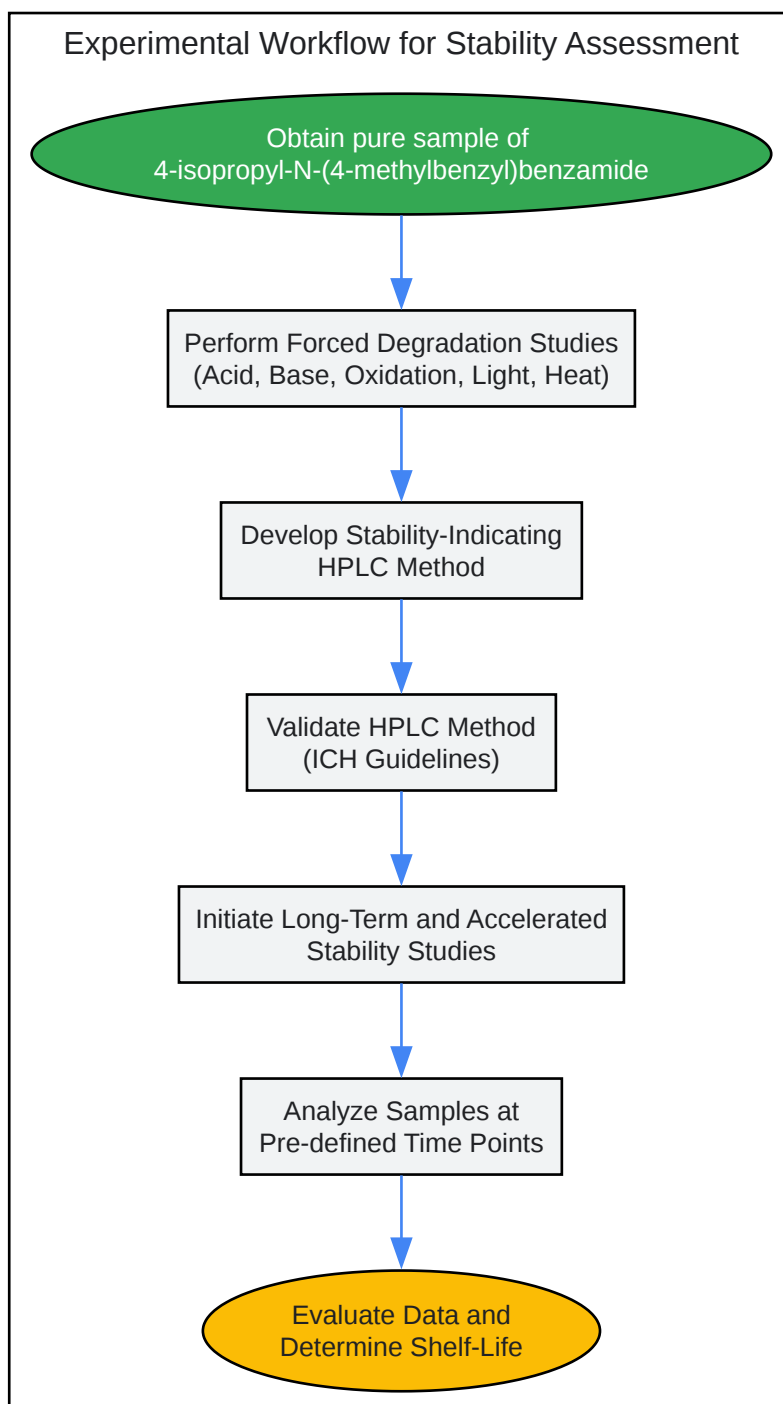 Experimental Workflow for Stability Assessment
Obtain pure sample of
4-isopropyl-N-(4-methylbenzyl)benzamide
Perform Forced Degradation Studies
(Acid, Base, Oxidation, Light, Heat)
Develop Stability-Indicating
HPLC Method
Validate HPLC Method
(ICH Guidelines)
Initiate Long-Term and Accelerated
Stability Studies
Analyze Samples at
Pre-defined Time Points
Evaluate Data and
Determine Shelf-Life